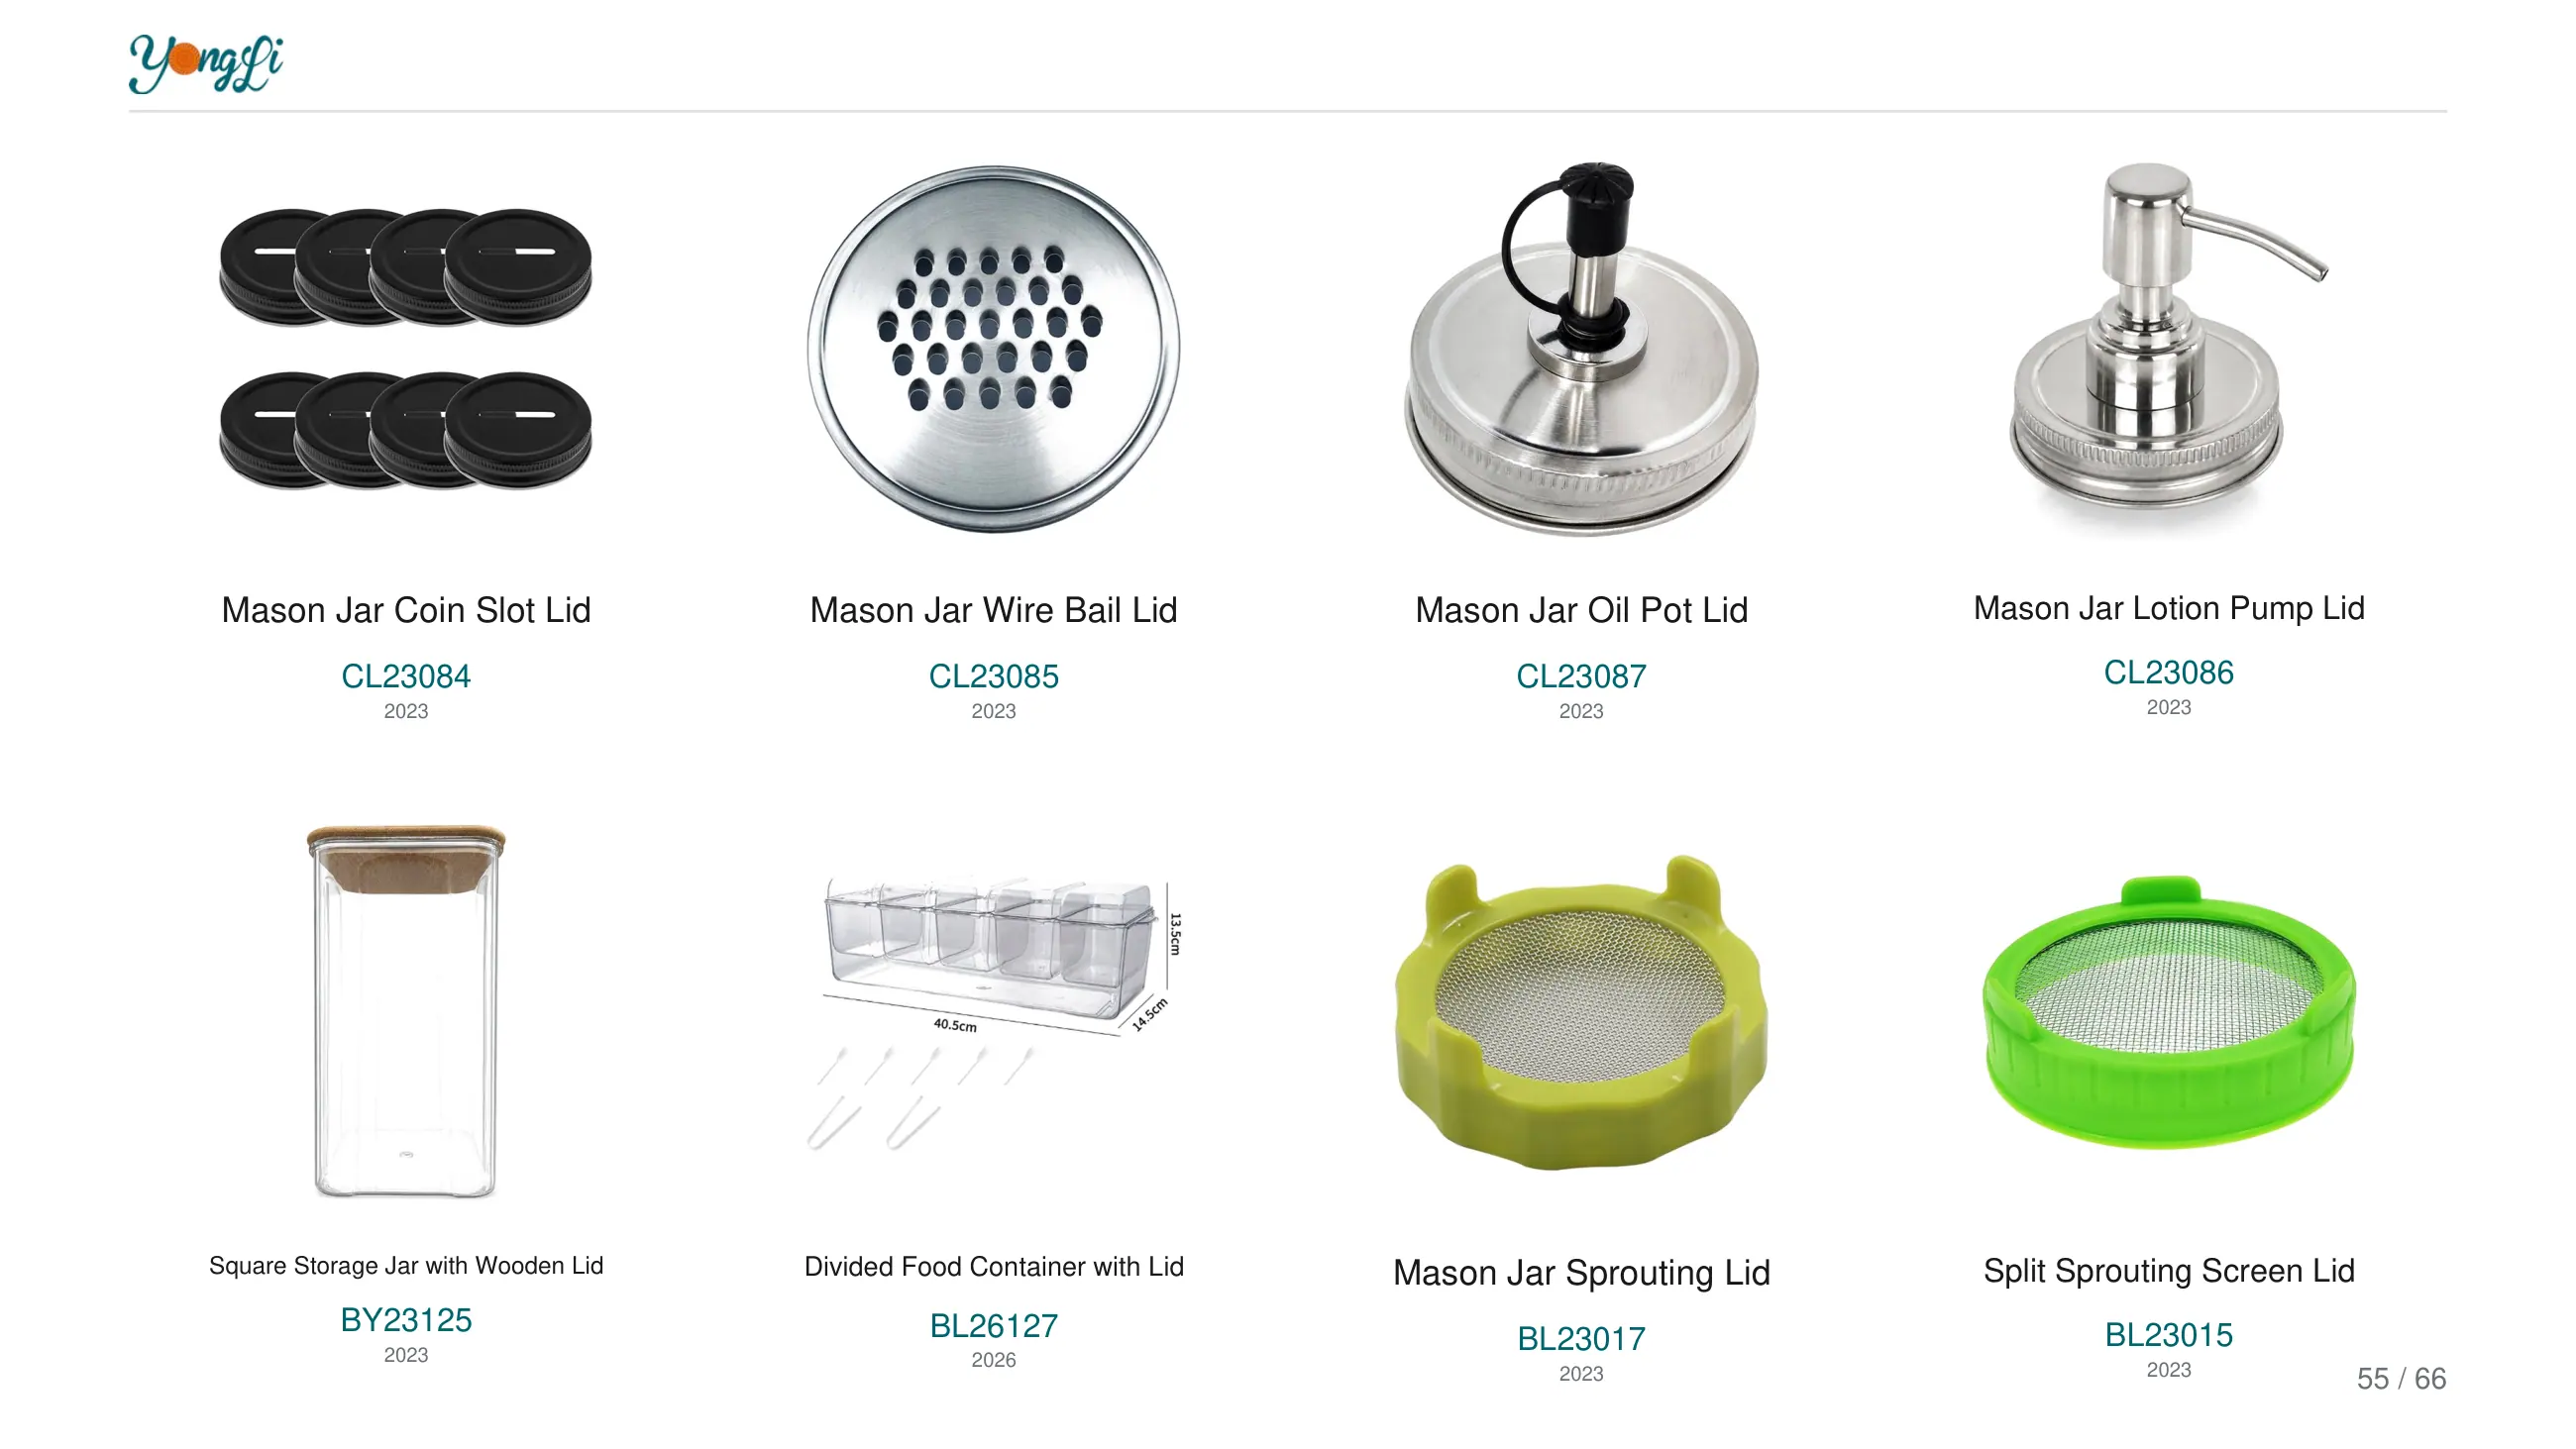 YongLi
Mason Jar Coin Slot Lid
CL23084
2023
Mason Jar Wire Bail Lid
CL23085
2023
Mason Jar Oil Pot Lid
CL23087
2023
Mason Jar Lotion Pump Lid
CL23086
2023
Square Storage Jar with Wooden Lid
BY23125
2023
13.5cm
14.5cm
40.5cm
Divided Food Container with Lid
BL26127
2026
Mason Jar Sprouting Lid
BL23017
2023
Split Sprouting Screen Lid
BL23015
2023
55 / 66